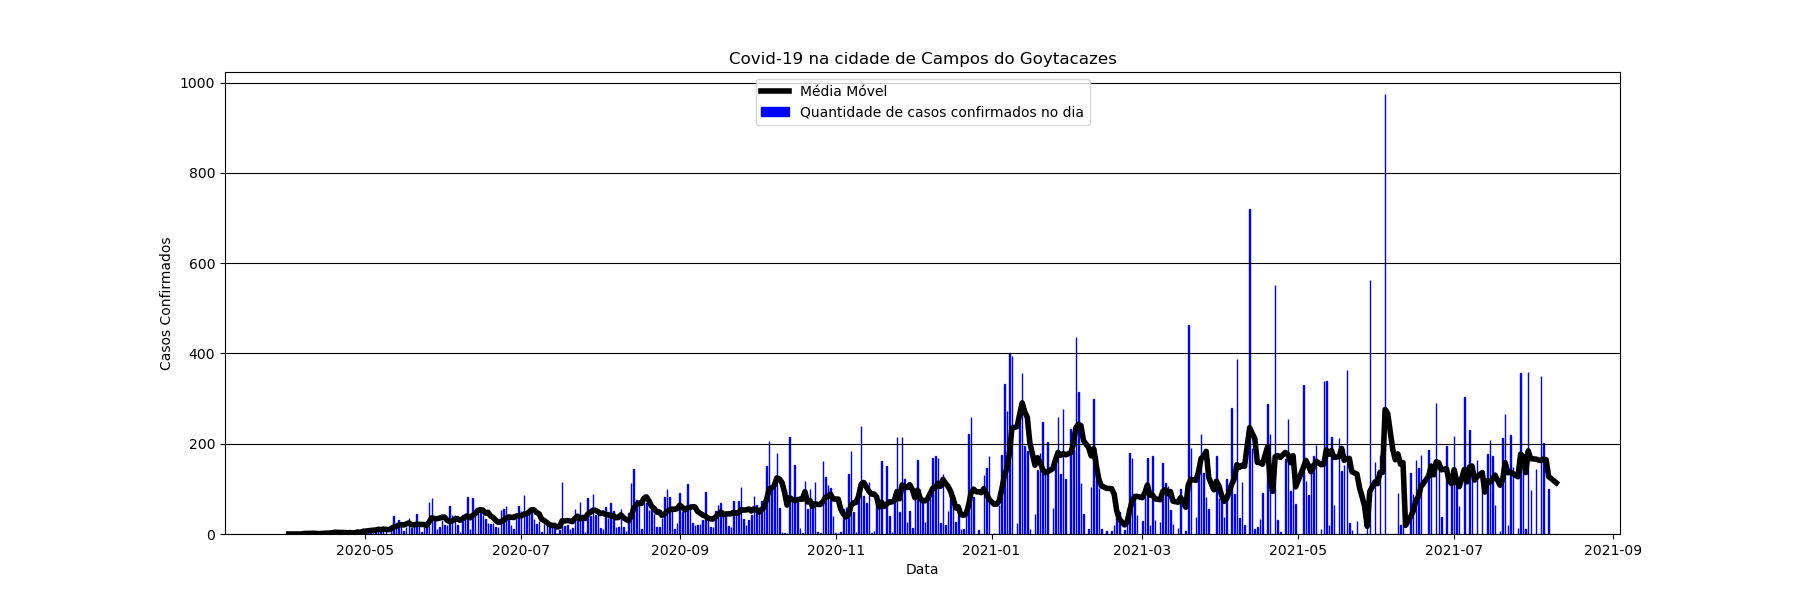 Covid-19 na cidade de Campos do Goytacazes
Média Móvel
Quantidade de casos confirmados no dia
1000
800
600
400
200
0
Casos Confirmados
2020-05 2020-07 2020-09 2020-11 2021-01 2021-03 2021-05 2021-07 2021-09
Data